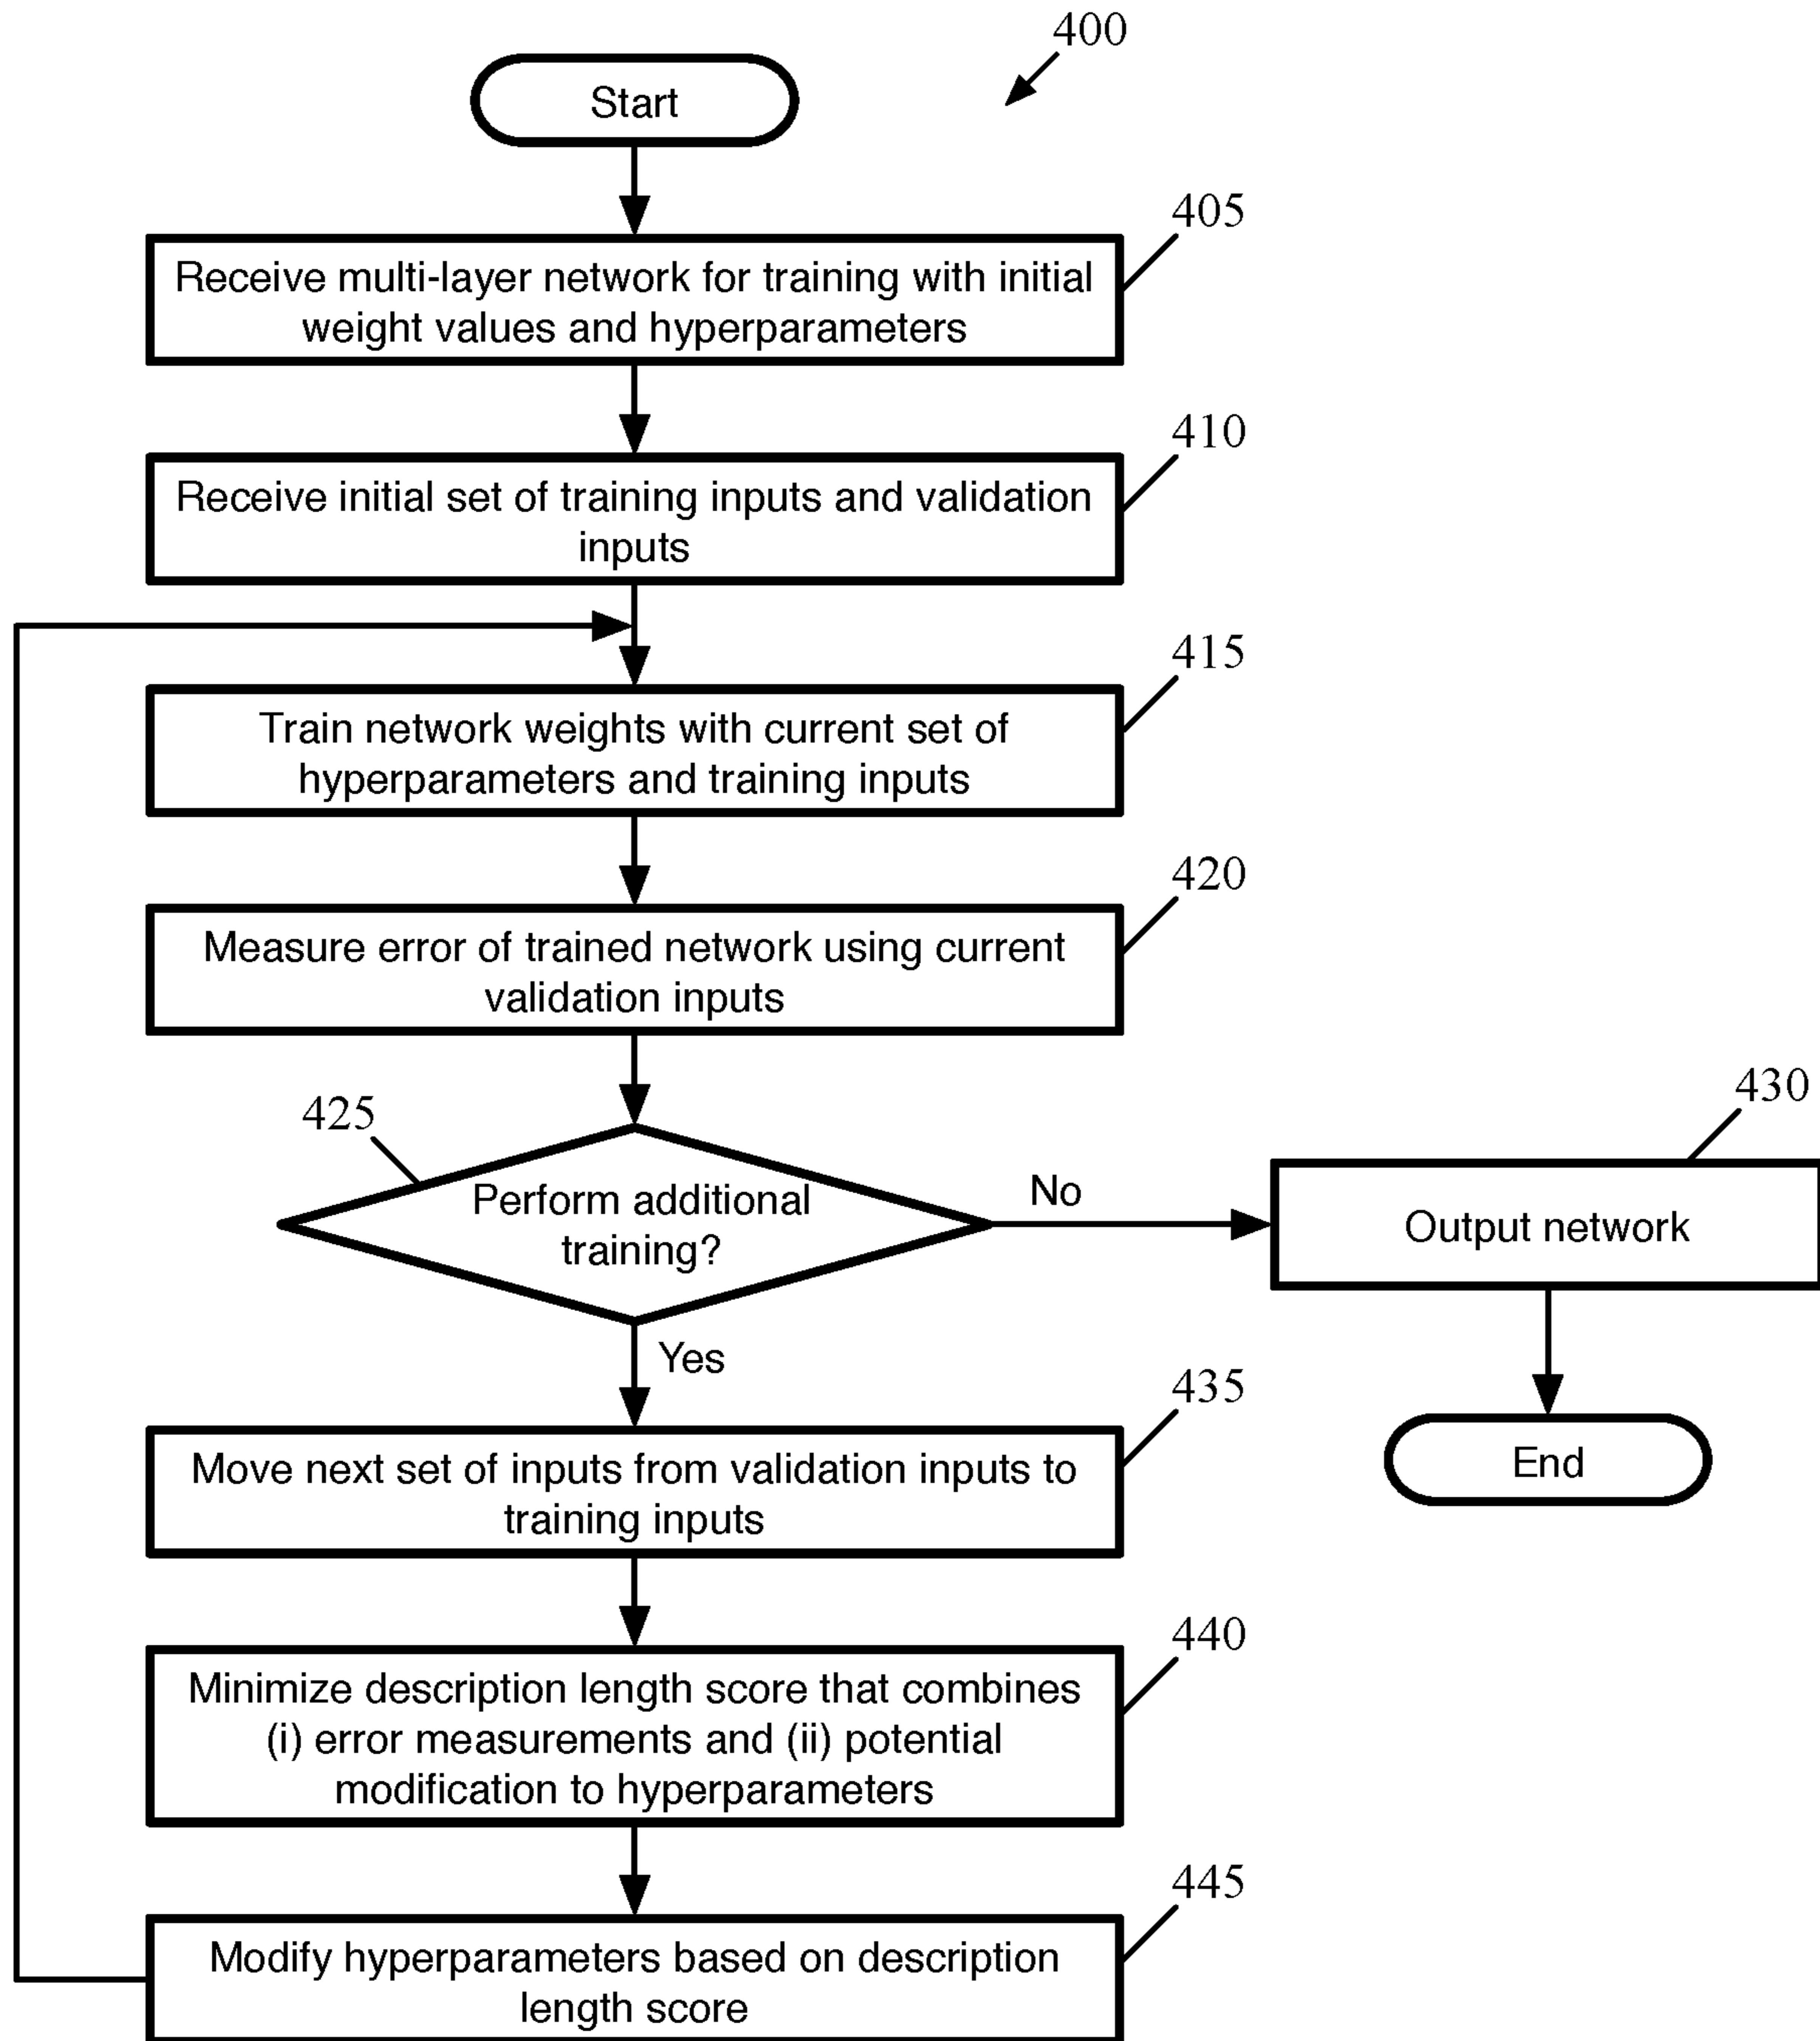 400
Start
405
Receive multi-layer network for training with initial
weight values and hyperparameters
410
Receive initial set of training inputs and validation
inputs
415
Train network weights with current set of
hyperparameters and training inputs
420
Measure error of trained network using current
validation inputs
425
Perform additional
training?
No
430
Output network
End
Yes
435
Move next set of inputs from validation inputs to
training inputs
440
Minimize description length score that combines
(i) error measurements and (ii) potential
modification to hyperparameters
445
Modify hyperparameters based on description
length score